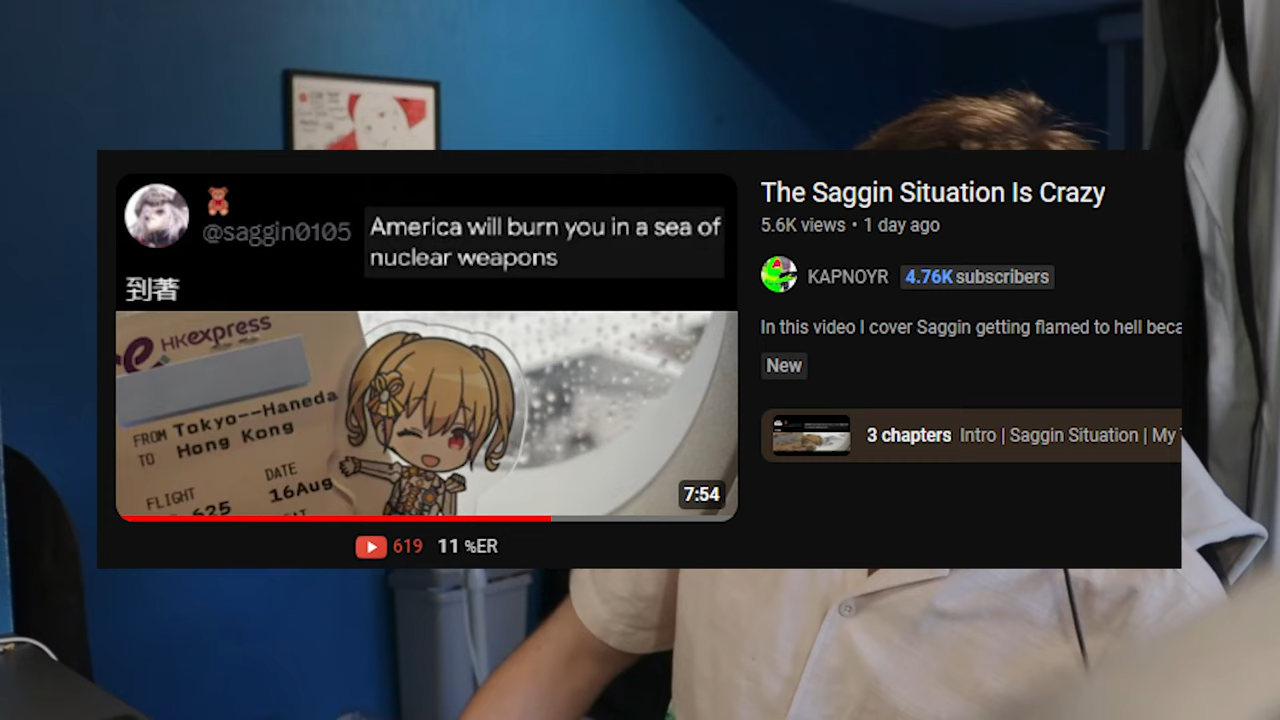 @saggin0105
America will burn you in a sea of
nuclear weapons
到著
HKexpress
FROM Tokyo--Haneda
TO Hong Kong
FLIGHT
DATE
625
16Aug
7:54
619 11 %ER
The Saggin Situation Is Crazy
5.6K views • 1 day ago
KAPNOYR 4.76K subscribers
In this video I cover Saggin getting flamed to hell beca
New
3 chapters Intro | Saggin Situation | My